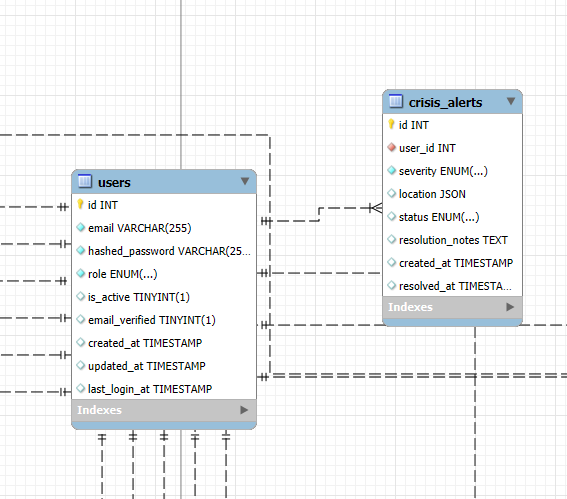 crisis_alerts
id INT
user_id INT
severity ENUM(...)
location JSON
status ENUM(...)
resolution_notes TEXT
created_at TIMESTAMP
resolved_at TIMESTA...
Indexes
users
id INT
email VARCHAR(255)
hashed_password VARCHAR(25...
role ENUM(...)
is_active TINYINT(1)
email_verified TINYINT(1)
created_at TIMESTAMP
updated_at TIMESTAMP
last_login_at TIMESTAMP
Indexes